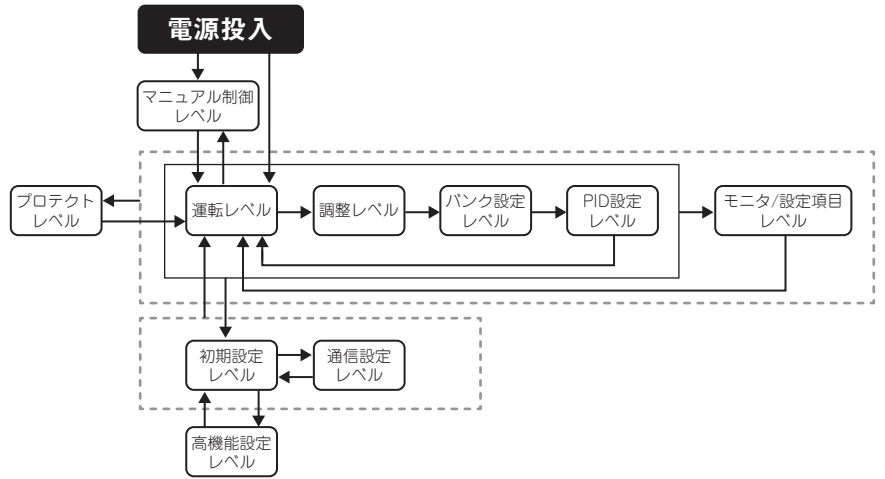 電源投入
マニュアル制御
レベル
プロテクト
レベル
運転レベル
調整レベル
バンク設定
レベル
PID設定
レベル
モニタ/設定項目
レベル
初期設定
レベル
通信設定
レベル
高機能設定
レベル